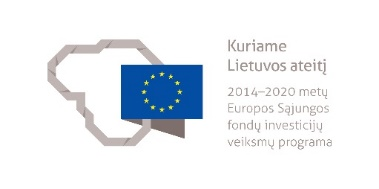 Kuriame
Lietuvos ateitį
2014–2020 metų
Europos Sąjungos
fondų investicijų
veiksmų programa